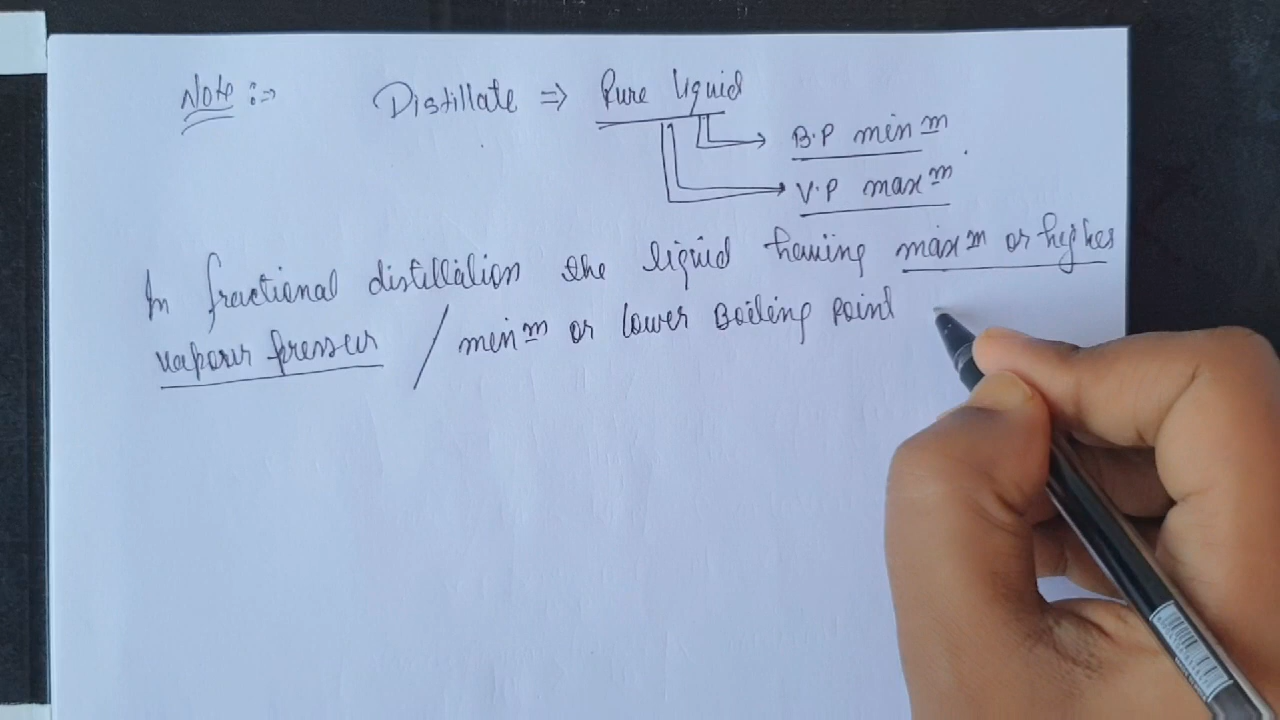 Note :⇒ Distillate ⇒ Pure liquid
B.P minm
V.P maxm
In fractional distillation the liquid having maxm or higher
vapour pressur / minm or lower Boiling Point